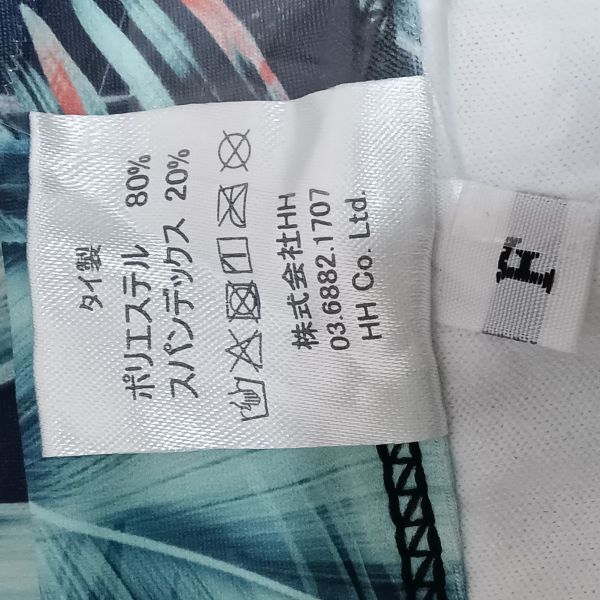 タイ製
ポリエステル 80%
スパンデックス 20%
株式会社HH
03.6882.1707
HH Co. Ltd.
F